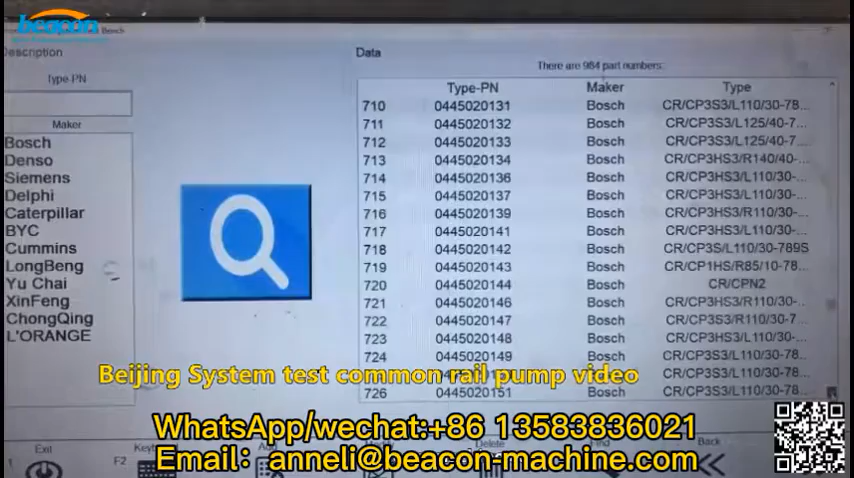 beacon
Bosch
Description
Data
Type-PN
There are 984 part numbers:
Maker
Bosch
Denso
Siemens
Delphi
Caterpillar
BYC
Cummins
LongBeng
Yu Chai
XinFeng
ChongQing
L'ORANGE
Type-PN Maker Type
710 0445020131 Bosch CR/CP3S3/L110/30-78...
711 0445020132 Bosch CR/CP3S3/L125/40-7...
712 0445020133 Bosch CR/CP3S3/L125/40-7...
713 0445020134 Bosch CR/CP3HS3/R140/40-...
714 0445020136 Bosch CR/CP3HS3/L110/30-...
715 0445020137 Bosch CR/CP3HS3/L110/30-...
716 0445020139 Bosch CR/CP3HS3/R110/30-...
717 0445020141 Bosch CR/CP3HS3/L110/30-...
718 0445020142 Bosch CR/CP3S/L110/30-789S
719 0445020143 Bosch CR/CP1HS/R85/10-78...
720 0445020144 Bosch CR/CPN2
721 0445020146 Bosch CR/CP3HS3/R110/30-...
722 0445020147 Bosch CR/CP3S3/R110/30-7...
723 0445020148 Bosch CR/CP3HS3/L110/30-...
724 0445020149 Bosch CR/CP3S3/L110/30-78...
Bosch CR/CP3S3/L110/30-78...
726 0445020151 Bosch CR/CP3S3/L110/30-78...
Beijing System test common rail pump video
WhatsApp/wechat:+86 13583836021
Email: anneli@beacon-machine.com
Exit
F2
Delete
Find
Back